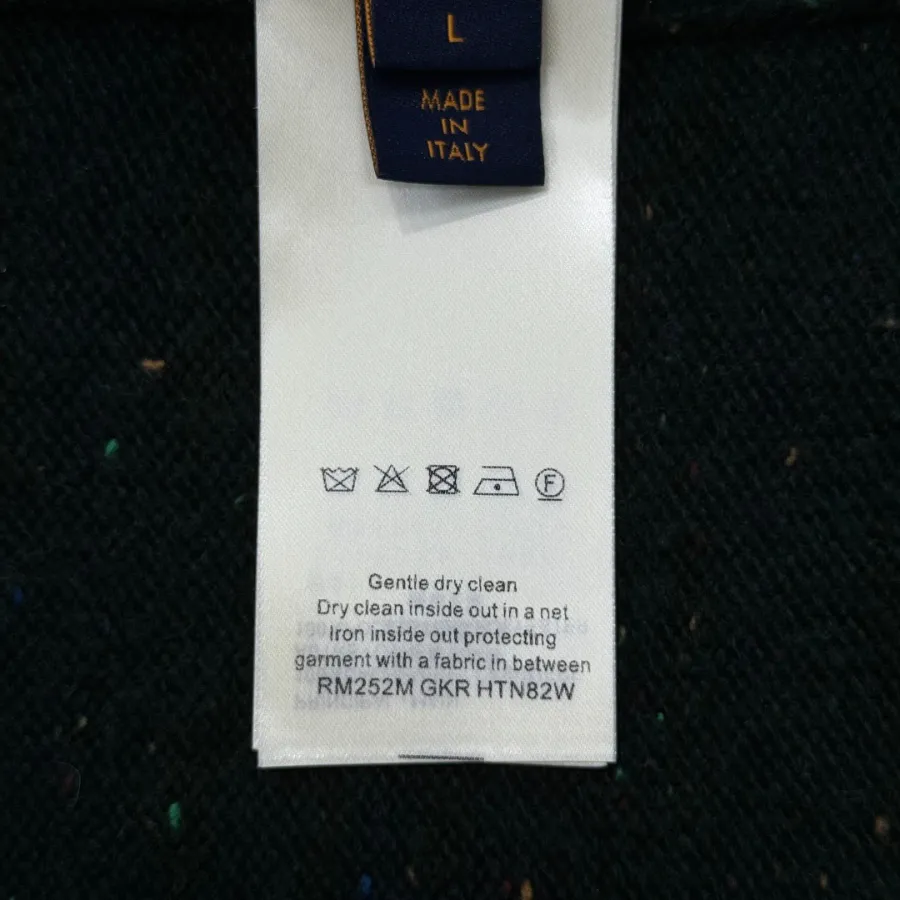 L
MADE
IN
ITALY
F
Gentle dry clean
Dry clean inside out in a net
Iron inside out protecting
garment with a fabric in between
RM252M GKR HTN82W